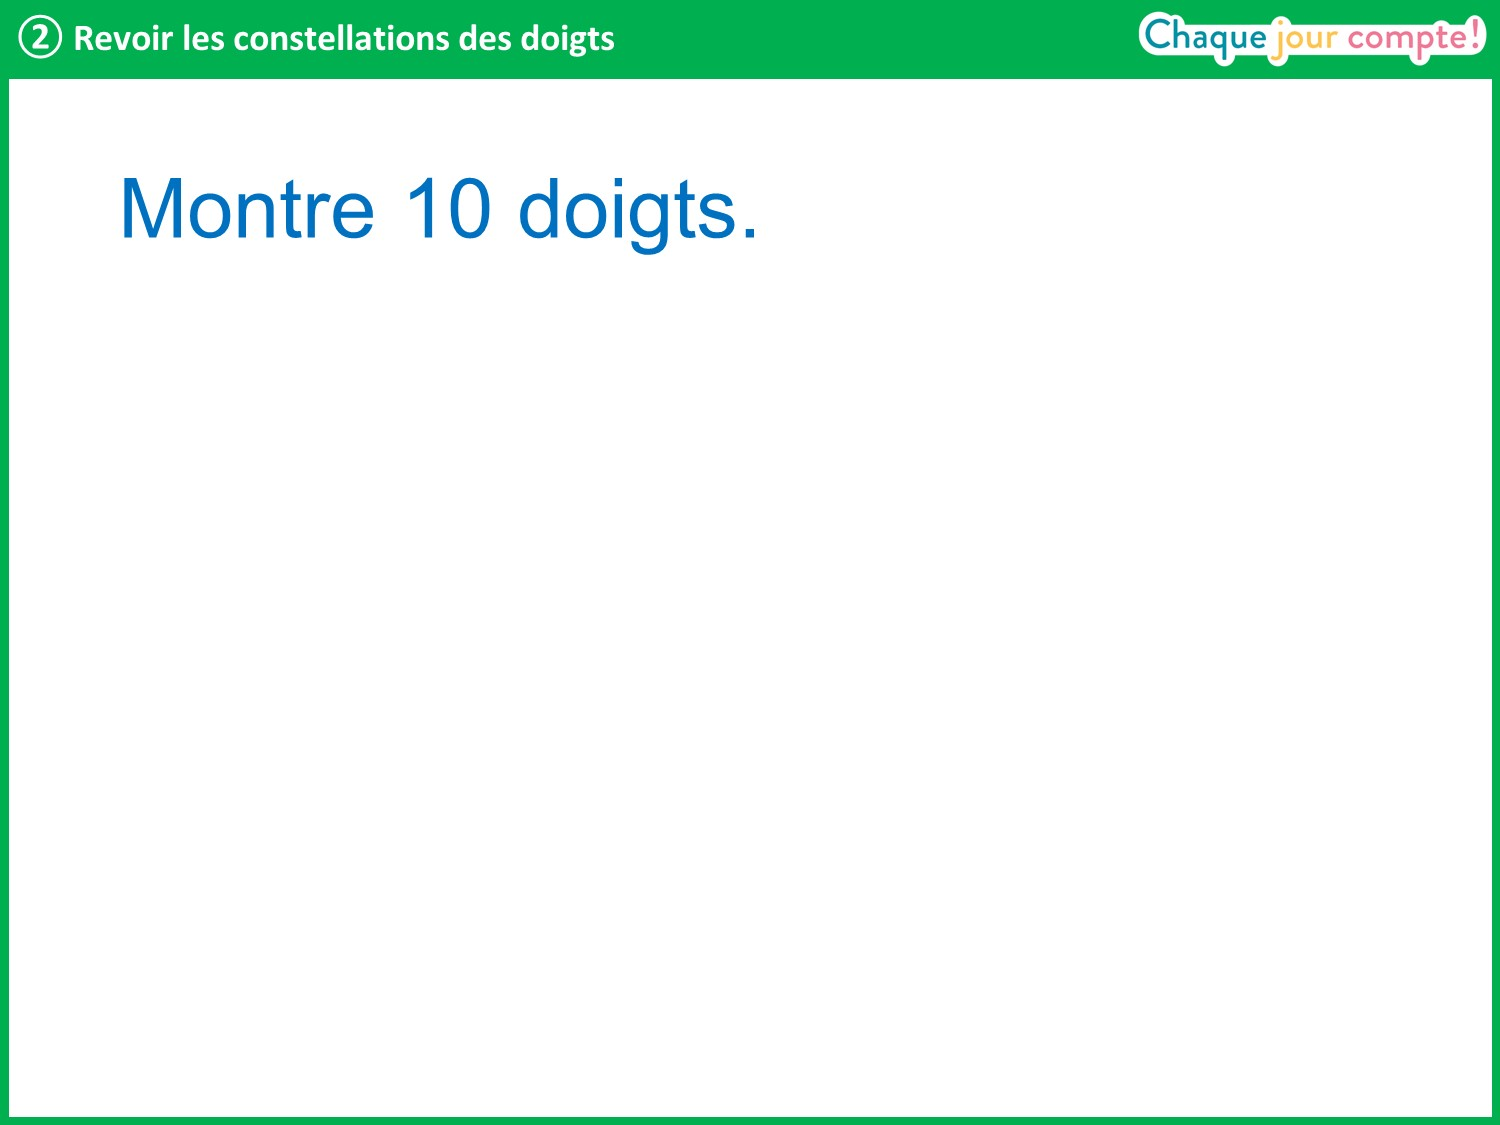 ② Revoir les constellations des doigts
Chaque jour compte!
Montre 10 doigts.